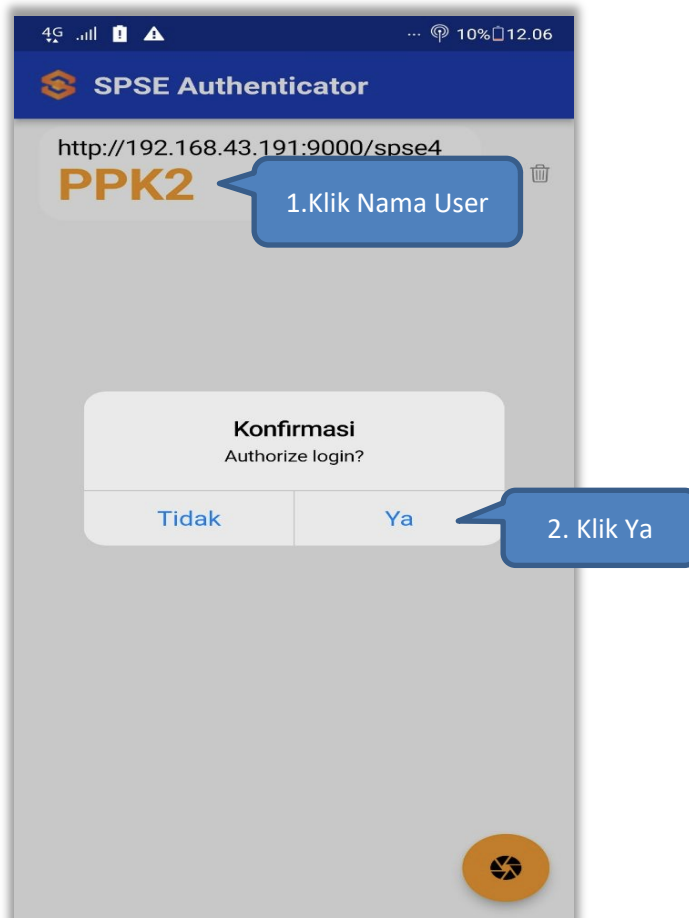 4G ... 10% 12.06
SPSE Authenticator
http://192.168.43.191:9000/spse4
PPK2
1.Klik Nama User
Konfirmasi
Authorize login?
Tidak Ya
2. Klik Ya